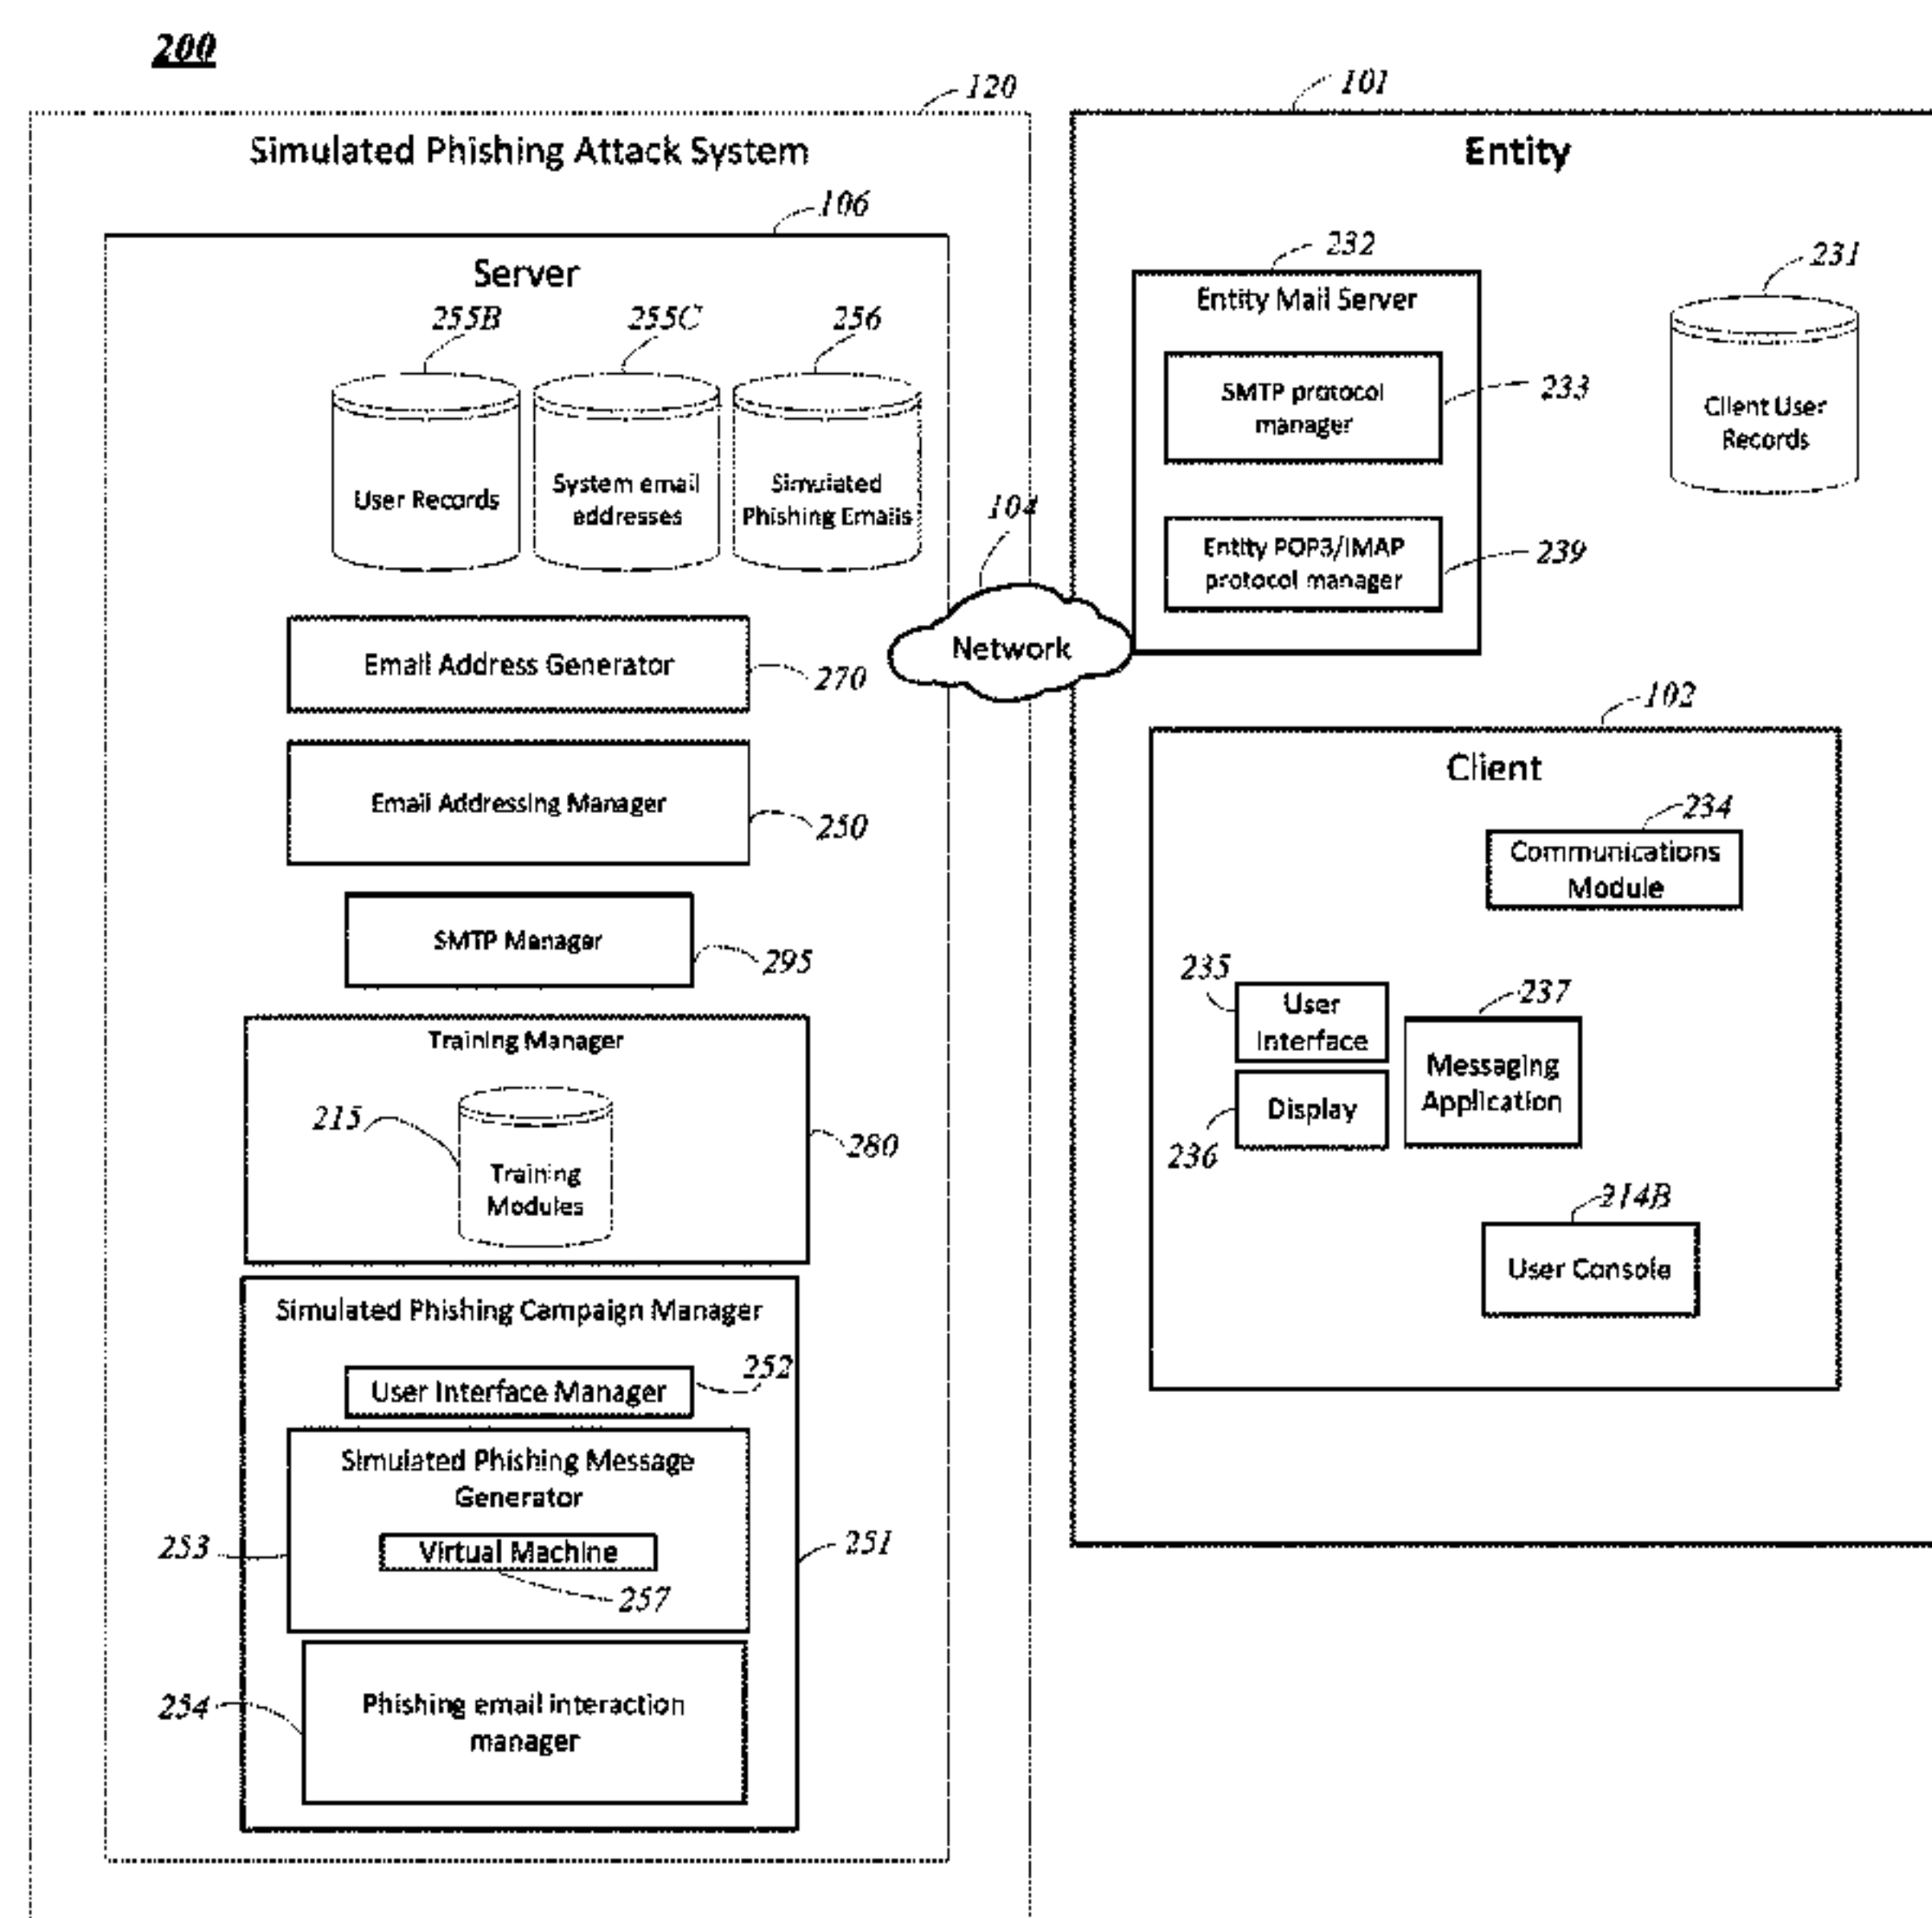 200
120
Simulated Phishing Attack System
106
Server
255B
255C
256
User Records
System email
addresses
Simulated
Phishing Emails
Email Address Generator
270
Email Addressing Manager
250
SMTP Manager
295
Training Manager
215
Training
Modules
280
Simulated Phishing Campaign Manager
252
User Interface Manager
Simulated Phishing Message
Generator
253
Virtual Machine
257
251
254
Phishing email interaction
manager
104
Network
101
Entity
232
Entity Mail Server
SMTP protocol
manager
233
Entity POP3/IMAP
protocol manager
239
231
Client User
Records
102
Client
234
Communications
Module
235
User
Interface
237
Messaging
Application
Display
236
214B
User Console